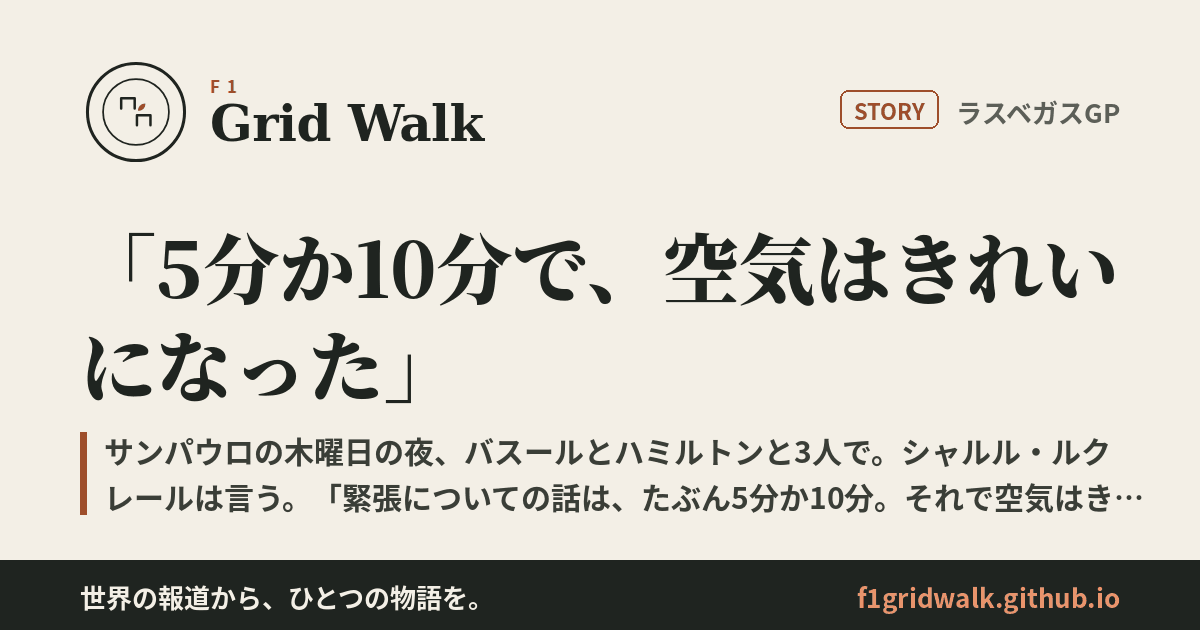 F1
Grid Walk
STORY ラスベガスGP
「5分か10分で、空気はきれい
になった」
サンパウロの木曜日の夜、バスールとハミルトンと3人で。シャルル・ルク
レールは言う。「緊張についての話は、たぶん5分か10分。それで空気はき…
世界の報道から、ひとつの物語を。
f1gridwalk.github.io